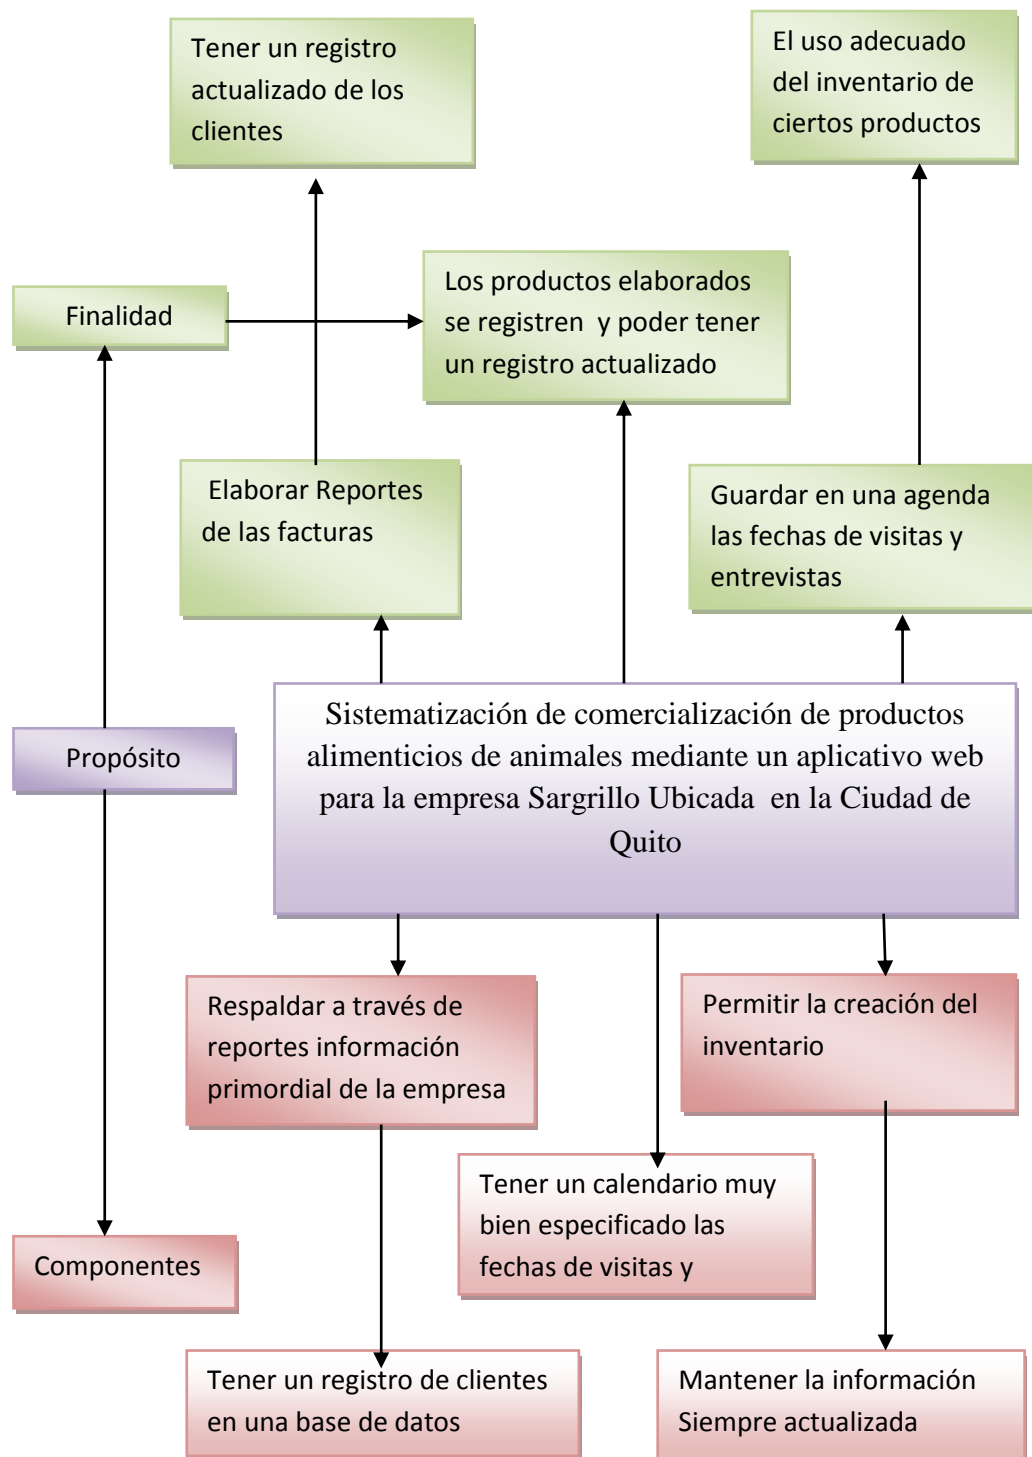 Tener un registro
actualizado de los
clientes
El uso adecuado
del inventario de
ciertos productos
Finalidad
Los productos elaborados
se registren y poder tener
un registro actualizado
Elaborar Reportes
de las facturas
Guardar en una agenda
las fechas de visitas y
entrevistas
Propósito
Sistematización de comercialización de productos
alimenticios de animales mediante un aplicativo web
para la empresa Sargrillo Ubicada en la Ciudad de
Quito
Respaldar a través de
reportes información
primordial de la empresa
Permitir la creación del
inventario
Tener un calendario muy
bien especificado las
fechas de visitas y
Componentes
Tener un registro de clientes
en una base de datos
Mantener la información
Siempre actualizada